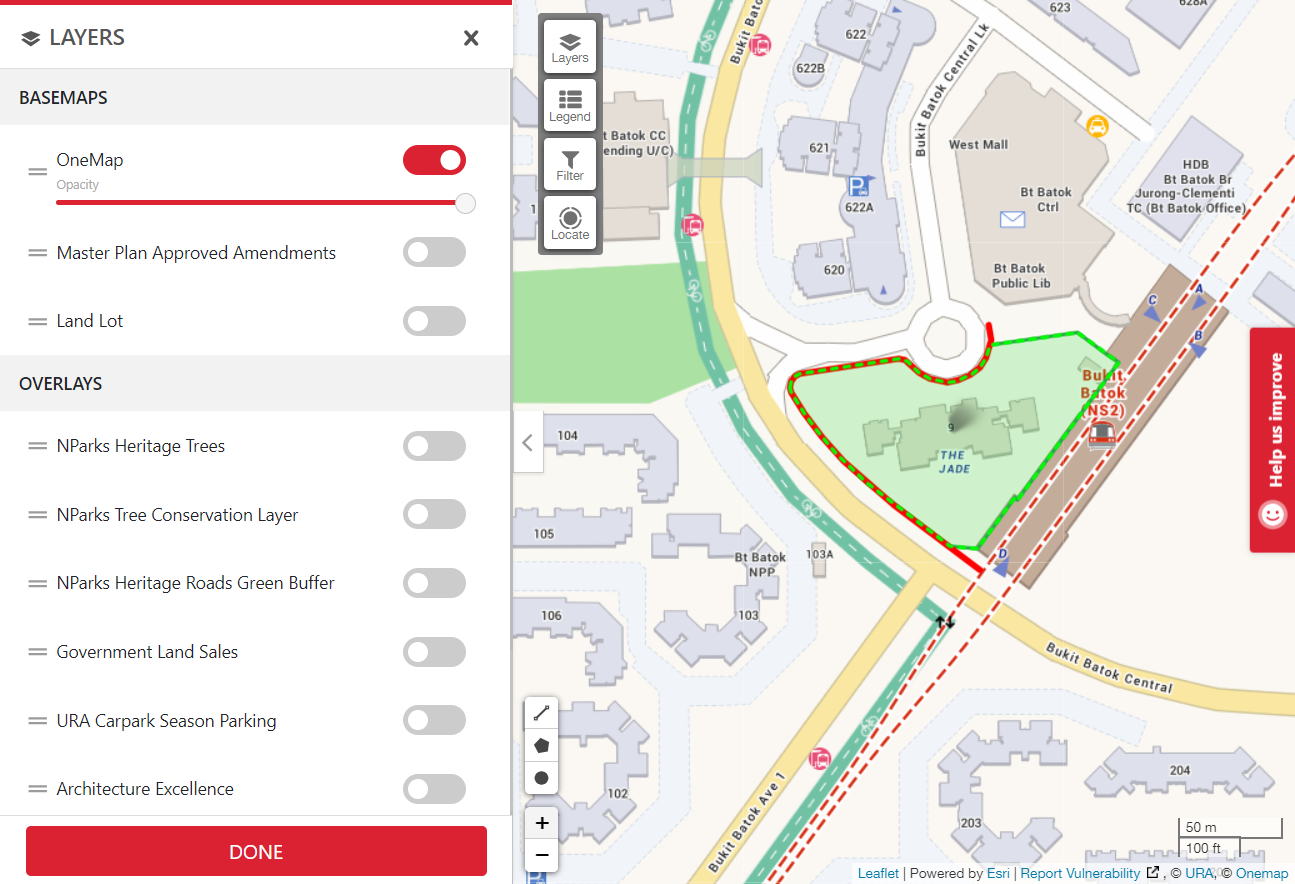 LAYERS
BASEMAPS
OneMap
Opacity
Master Plan Approved Amendments
Land Lot
OVERLAYS
NParks Heritage Trees
NParks Tree Conservation Layer
NParks Heritage Roads Green Buffer
Government Land Sales
URA Carpark Season Parking
Architecture Excellence
DONE
Layers
Legend
Filter
Locate
623
628A
622
622B
Bukit Bato
Bukit Batok Central Lk
t Batok CC
ending U/C)
621
West Mall
P
622A
Bt Batok
Ctrl
HDB
Bt Batok Br
Jurong-Clementi
TC (Bt Batok Office)
1
620
Bt Batok
Public Lib
C
A
B
Bukit
Batok
(NS2)
9
THE
JADE
Help us improve
104
105
Bt Batok
NPP
103A
D
106
103
Bukit Batok Central
102
Bukit Batok Ave 1
204
203
+
−
P
50 m
100 ft
Leaflet | Powered by Esri | Report Vulnerability , © URA, © Onemap